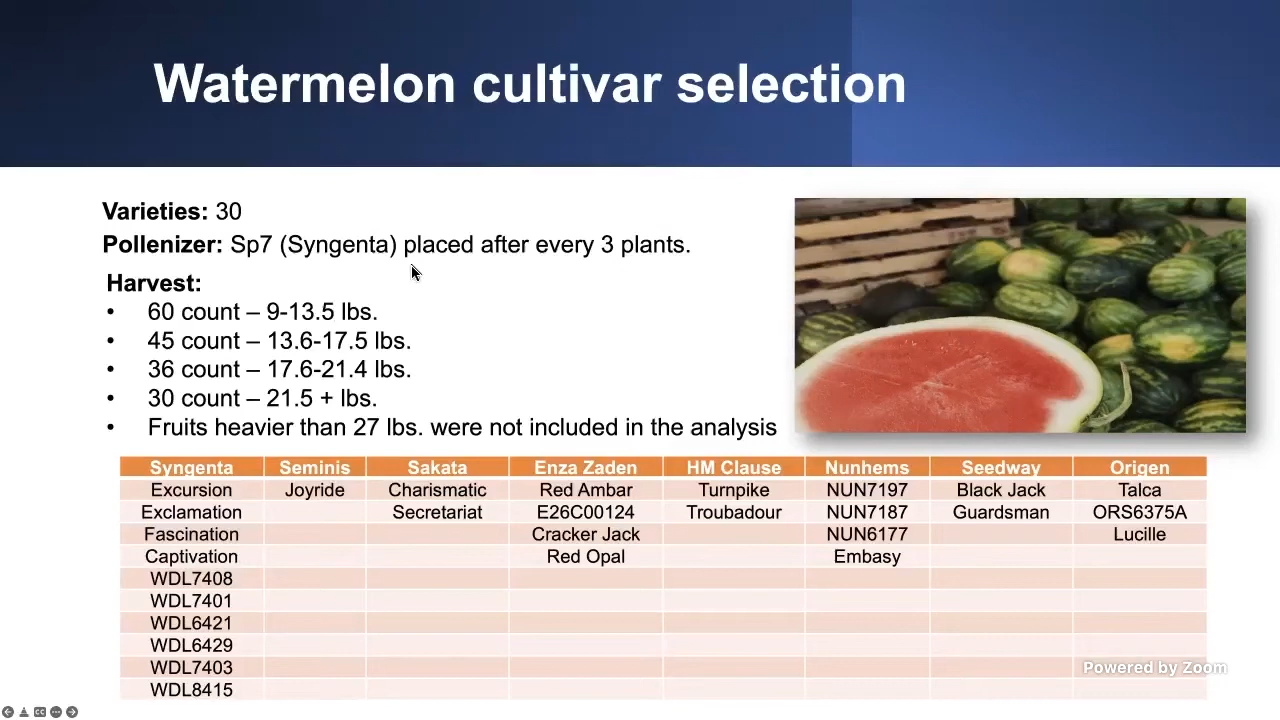 Watermelon cultivar selection
Varieties: 30
Pollenizer: Sp7 (Syngenta) placed after every 3 plants.
Harvest:
• 60 count – 9-13.5 lbs.
• 45 count – 13.6-17.5 lbs.
• 36 count – 17.6-21.4 lbs.
• 30 count – 21.5 + lbs.
• Fruits heavier than 27 lbs. were not included in the analysis
Syngenta Seminis Sakata Enza Zaden HM Clause Nunhems Seedway Origen
Excursion Joyride Charismatic Red Ambar Turnpike NUN7197 Black Jack Talca
Exclamation Secretariat E26C00124 Troubadour NUN7187 Guardsman ORS6375A
Fascination Cracker Jack NUN6177 Lucille
Captivation Red Opal Embasy
WDL7408
WDL7401
WDL6421
WDL6429
WDL7403
WDL8415
Powered by Zoom